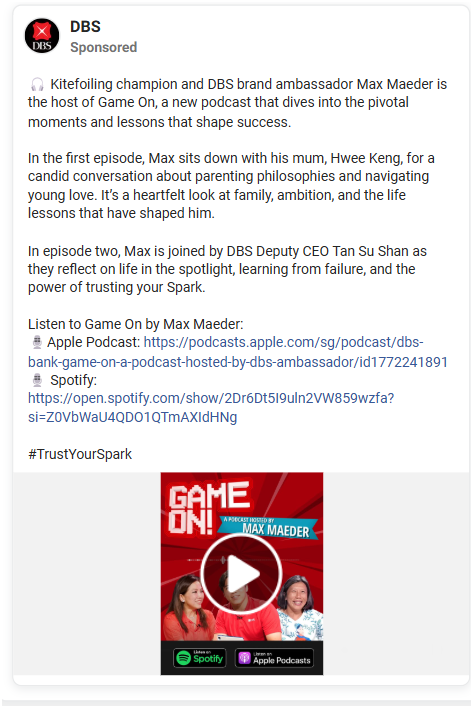 DBS
DBS
Sponsored
🎧 Kitefoiling champion and DBS brand ambassador Max Maeder is
the host of Game On, a new podcast that dives into the pivotal
moments and lessons that shape success.
In the first episode, Max sits down with his mum, Hwee Keng, for a
candid conversation about parenting philosophies and navigating
young love. It's a heartfelt look at family, ambition, and the life
lessons that have shaped him.
In episode two, Max is joined by DBS Deputy CEO Tan Su Shan as
they reflect on life in the spotlight, learning from failure, and the
power of trusting your Spark.
Listen to Game On by Max Maeder:
🎙 Apple Podcast: https://podcasts.apple.com/sg/podcast/dbs-
bank-game-on-a-podcast-hosted-by-dbs-ambassador/id1772241891
🎙 Spotify:
https://open.spotify.com/show/2Dr6Dt5I9uln2VW859wzfa?
si=Z0VbWaU4QDO1QTmAXIdHNg
#TrustYourSpark
GAME
ON!
A PODCAST HOSTED BY
MAX MAEDER
Listen on
Spotify
Listen on
Apple Podcasts